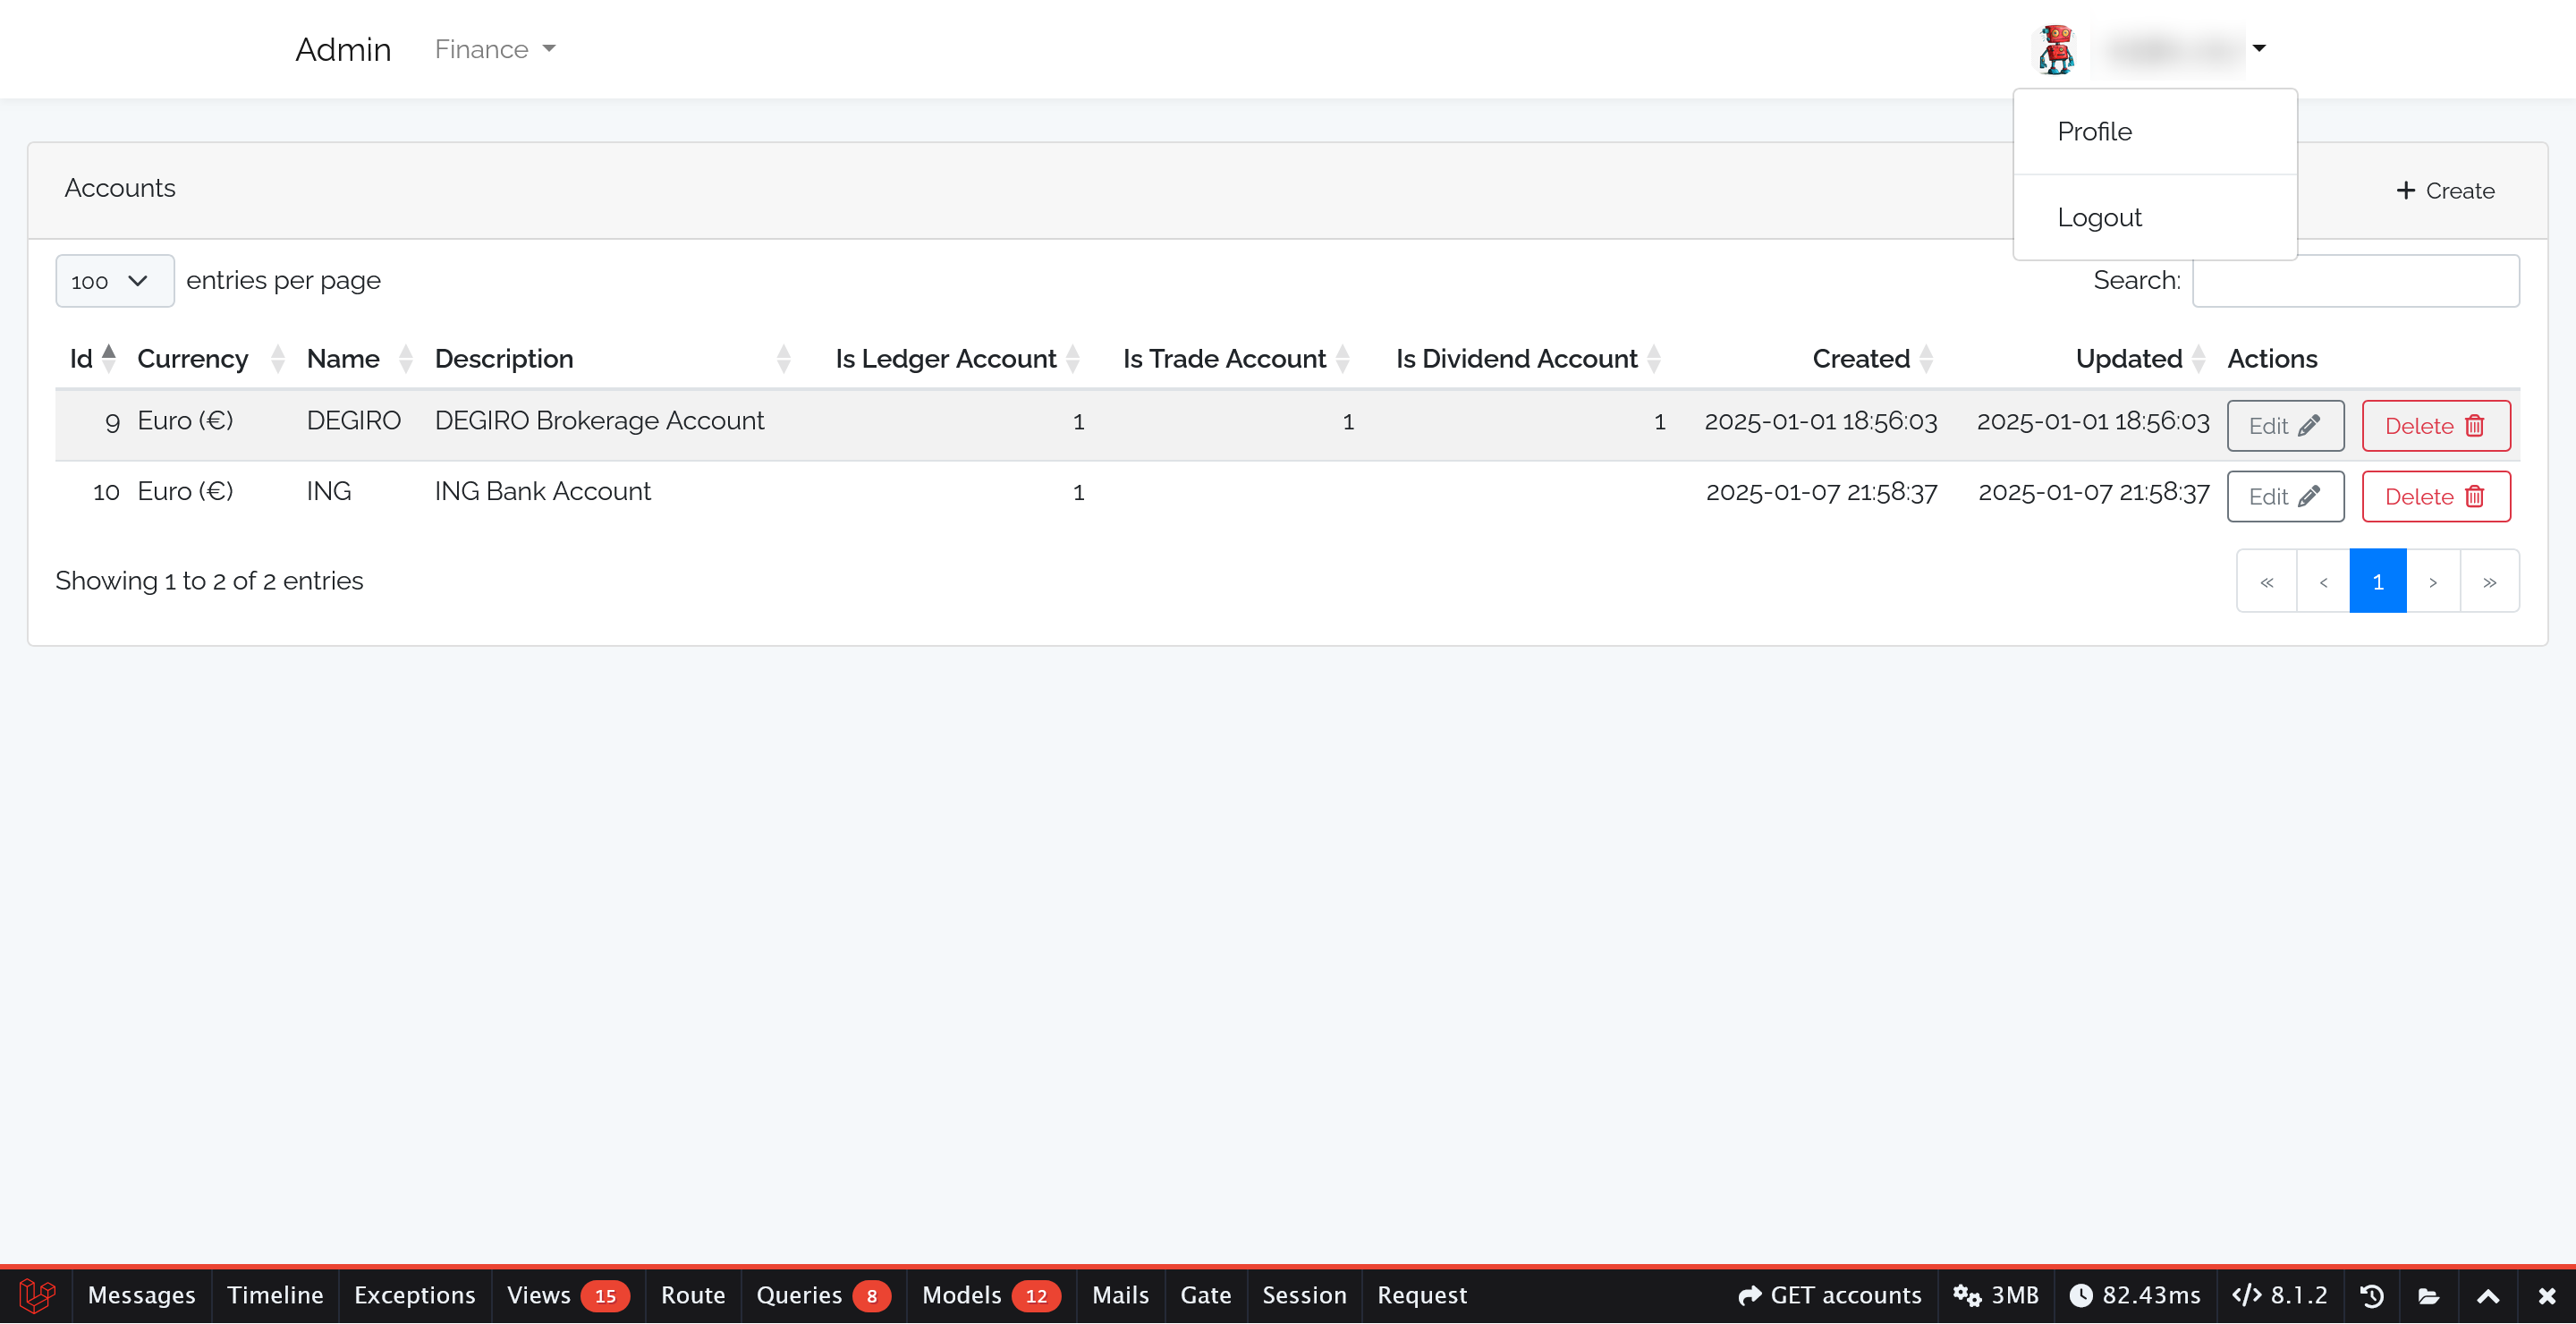 Admin Finance
Profile
Logout
Accounts
Create
100 entries per page Search:
Id Currency Name Description Is Ledger Account Is Trade Account Is Dividend Account Created Updated Actions
9 Euro (€) DEGIRO DEGIRO Brokerage Account 1 1 1 2025-01-01 18:56:03 2025-01-01 18:56:03 Edit Delete
10 Euro (€) ING ING Bank Account 1 2025-01-07 21:58:37 2025-01-07 21:58:37 Edit Delete
Showing 1 to 2 of 2 entries « ‹ 1 › »
Messages Timeline Exceptions Views 15 Route Queries 8 Models 12 Mails Gate Session Request GET accounts 3MB 82.43ms 8.1.2